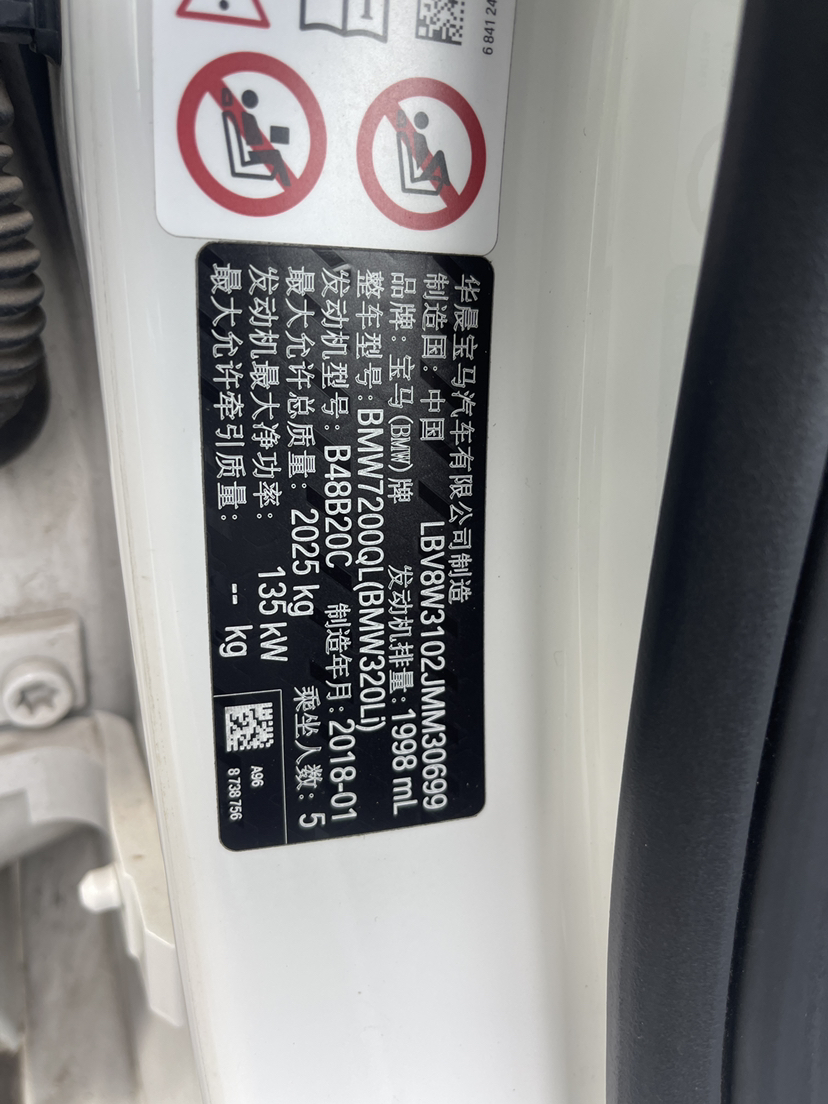 6 841 24
华晨宝马汽车有限公司制造
制造国: 中国 LBV8W3102JMM30699
品牌: 宝马(BMW)牌 发动机排量: 1998 mL
整车型号: BMW7200QL(BMW320Li)
发动机型号: B48B20C 制造年月: 2018-01
最大允许总质量: 2025 kg 乘坐人数: 5
发动机最大净功率: 135 kW
最大允许牵引质量: -- kg
A96
8 738 756